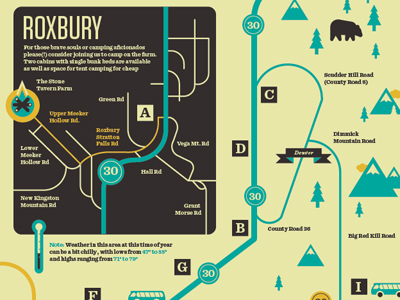 ROXBURY
For those brave souls or camping aficionados
please(!) consider joining us to camp on the farm.
Two cabins with single bunk beds are available
as well as space for tent camping for cheap
The Stone
Tavern Farm
Green Rd
A
Upper Meeker
Hollow Rd.
Roxbury
Stratton
Falls Rd
Lower
Meeker
Hollow Rd
Vega Mt. Rd
30
Hall Rd
New Kingston
Mountain Rd
Grant
Morse Rd
Note: Weather in this area at this time of year
can be a bit chilly, with lows from 47° to 55°
and highs ranging from 71° to 79°
30
Scudder Hill Road
(County Road 6)
C
Dimmick
Mountain Road
D
Denver
30
B
County Road 36
Big Red Kill Road
G
30
F
I
30